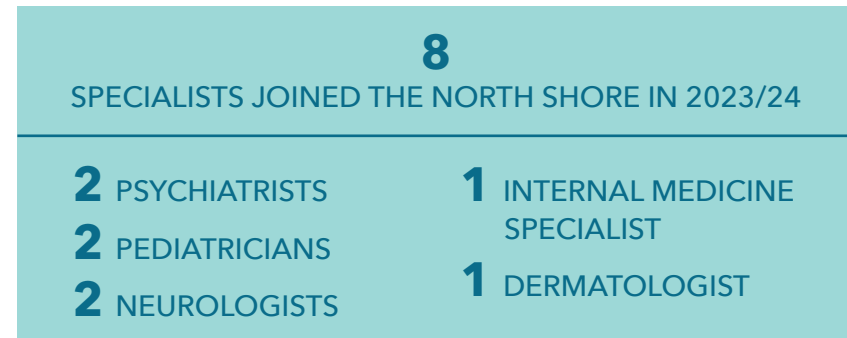 8
SPECIALISTS JOINED THE NORTH SHORE IN 2023/24
2 PSYCHIATRISTS
2 PEDIATRICIANS
2 NEUROLOGISTS
1 INTERNAL MEDICINE
SPECIALIST
1 DERMATOLOGIST